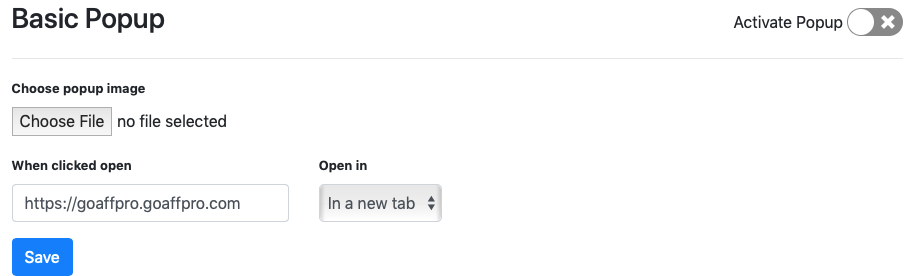 Basic Popup
Activate Popup
Choose popup image
Choose File no file selected
When clicked open
Open in
https://goaffpro.goaffpro.com
In a new tab
Save